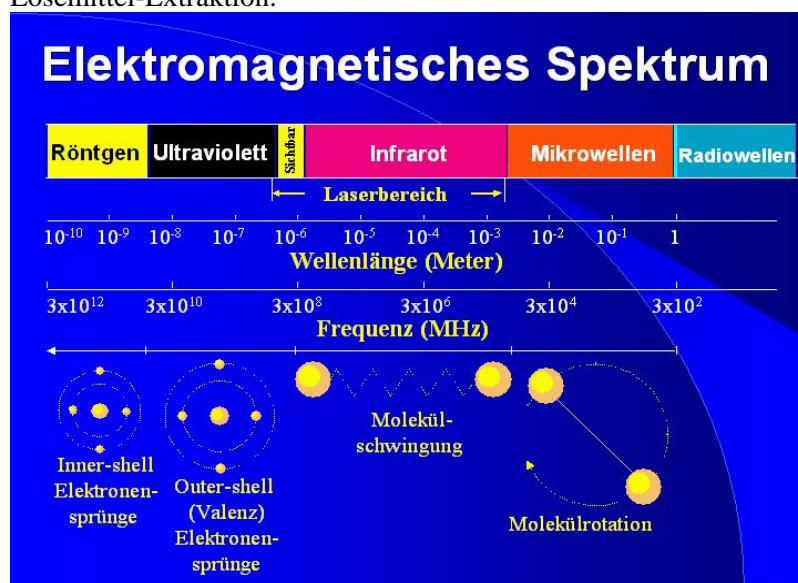 Lösemittel-Extraktion.
Elektromagnetisches Spektrum
Röntgen Ultraviolett Sichtbar Infrarot Mikrowellen Radiowellen
Laserbereich
10⁻¹⁰ 10⁻⁹ 10⁻⁸ 10⁻⁷ 10⁻⁶ 10⁻⁵ 10⁻⁴ 10⁻³ 10⁻² 10⁻¹ 1
Wellenlänge (Meter)
3x10¹² 3x10¹⁰ 3x10⁸ 3x10⁶ 3x10⁴ 3x10²
Frequenz (MHz)
Inner-shell
Elektronen-
sprünge
Outer-shell
(Valenz)
Elektronen-
sprünge
Molekül-
schwingung
Molekülrotation